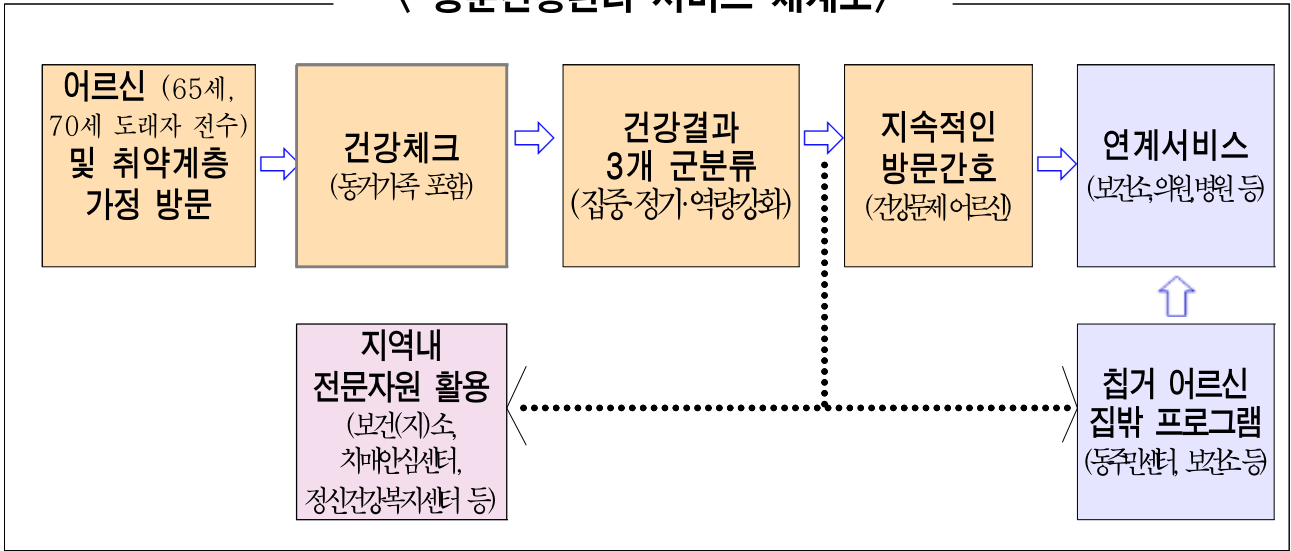 어르신 (65세,
70세 도래자 전수)
및 취약계층
가정 방문
건강체크
(동거가족 포함)
건강결과
3개 군분류
(집중·정기·역량강화)
지속적인
방문간호
(건강문제 어르신)
연계서비스
(보건소,의원,병원 등)
지역내
전문자원 활용
(보건(지)소,
치매안심센터,
정신건강복지센터 등)
칩거 어르신
집밖 프로그램
(동주민센터, 보건소 등)